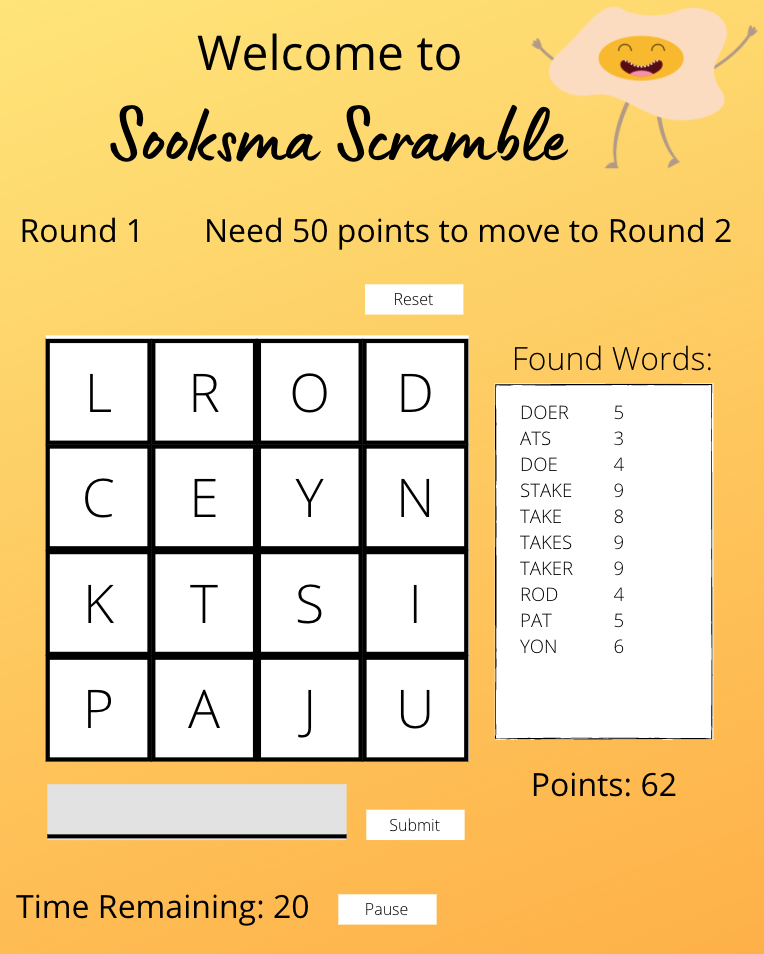 Welcome to
Sooksma Scramble
Round 1 Need 50 points to move to Round 2
Reset
L R O D
C E Y N
K T S I
P A J U
Found Words:
DOER 5
ATS 3
DOE 4
STAKE 9
TAKE 8
TAKES 9
TAKER 9
ROD 4
PAT 5
YON 6
Points: 62
Submit
Time Remaining: 20 Pause